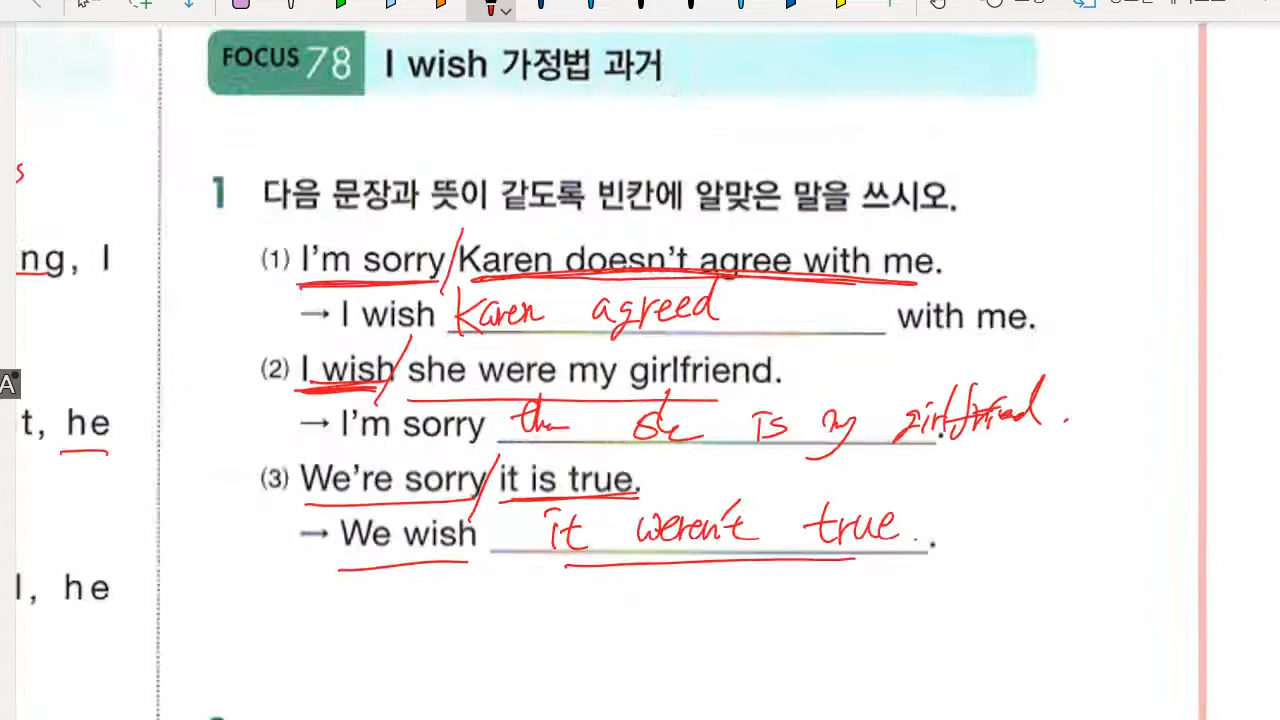 FOCUS 78 I wish 가정법 과거
s
1 다음 문장과 뜻이 같도록 빈칸에 알맞은 말을 쓰시오.
ng, I
(1) I'm sorry/Karen doesn't agree with me.
→ I wish Karen agreed with me.
(2) I wish/she were my girlfriend.
A
t, he
→ I'm sorry she is my girlfriend.
(3) We're sorry/it is true.
→ We wish it weren't true.
l, he